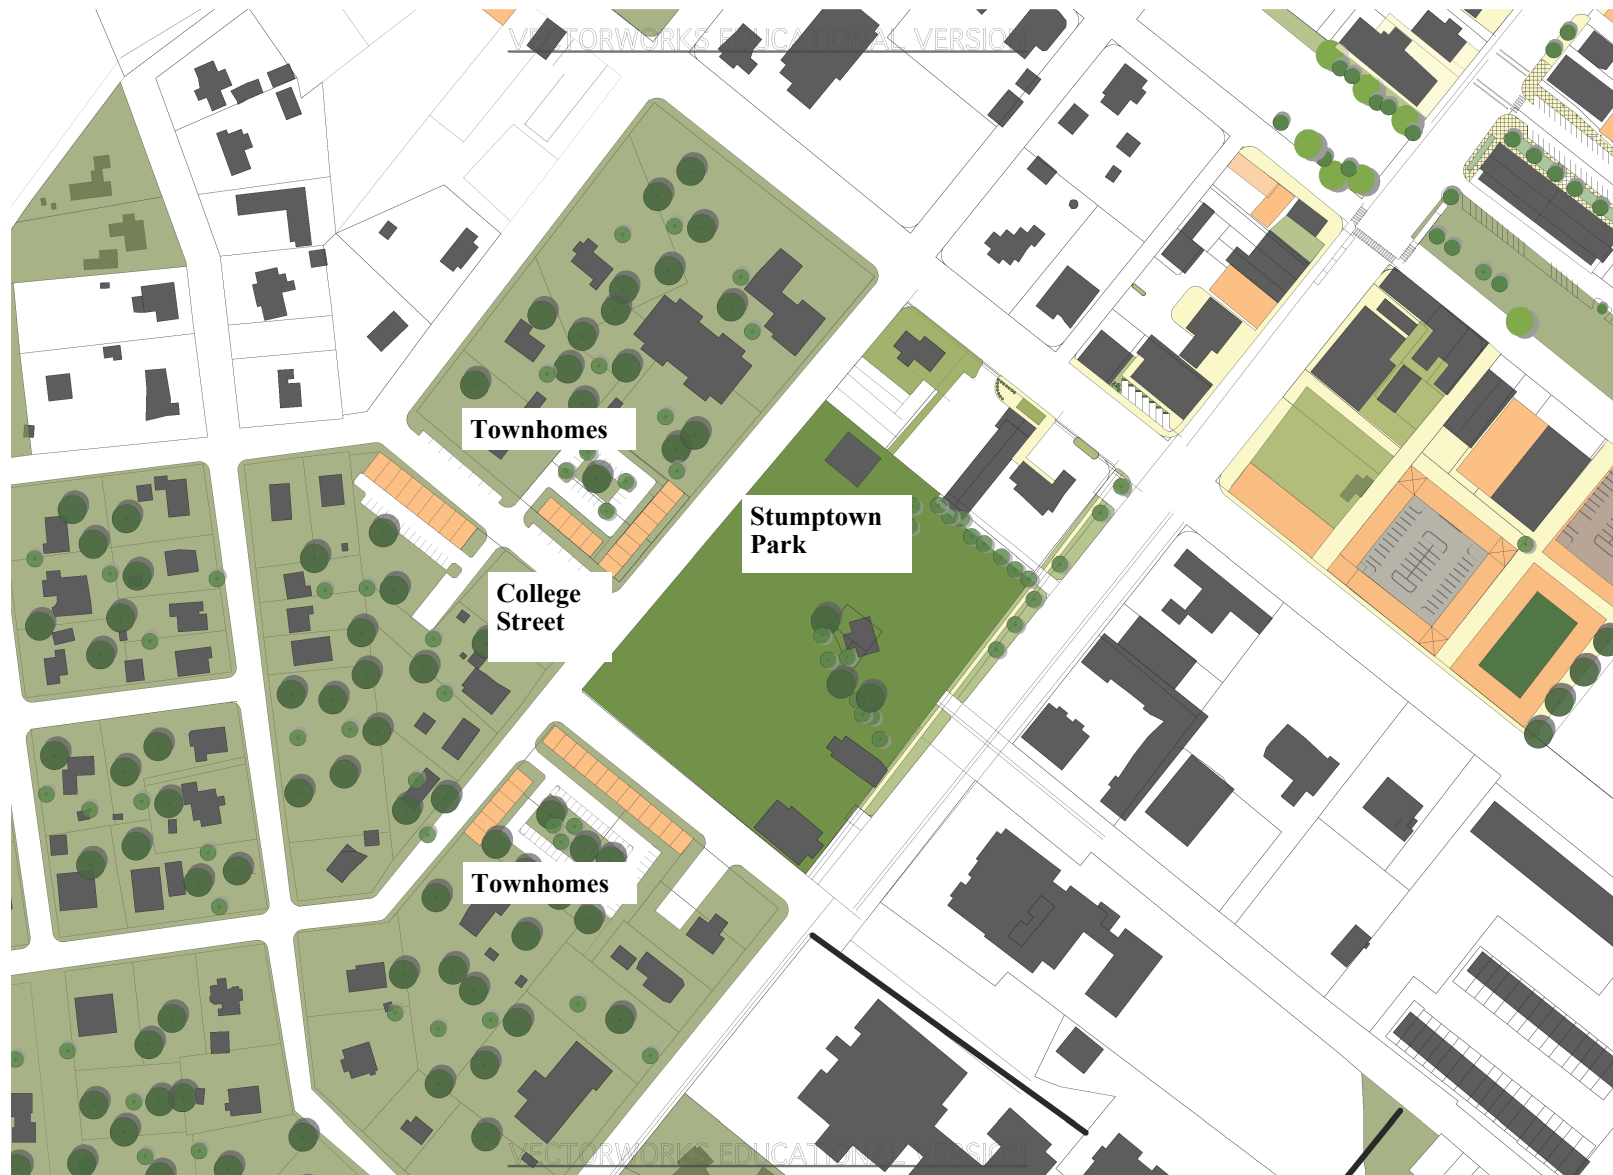 VECTORWORKS EDUCATIONAL VERSION
Townhomes
Stumptown
Park
College
Street
Townhomes
VECTORWORKS EDUCATIONAL VERSION